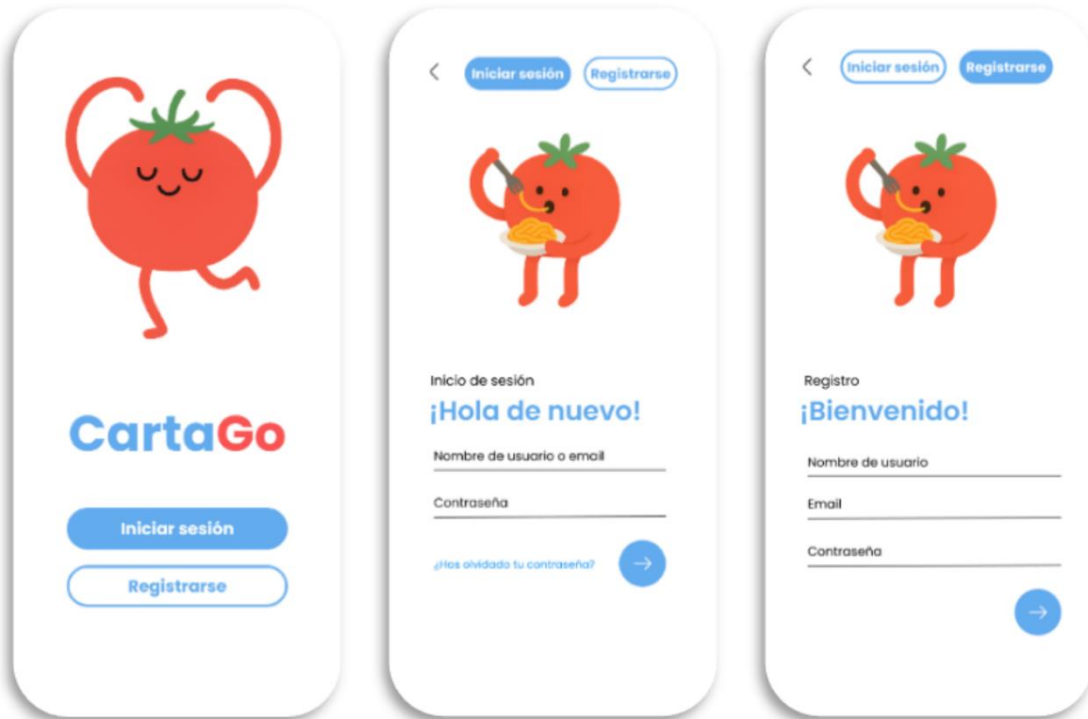 CartaGo
Iniciar sesión
Registrarse
Iniciar sesión
Registrarse
Inicio de sesión
¡Hola de nuevo!
Nombre de usuario o email
Contraseña
¿Has olvidado tu contraseña?
Iniciar sesión
Registrarse
Registro
¡Bienvenido!
Nombre de usuario
Email
Contraseña